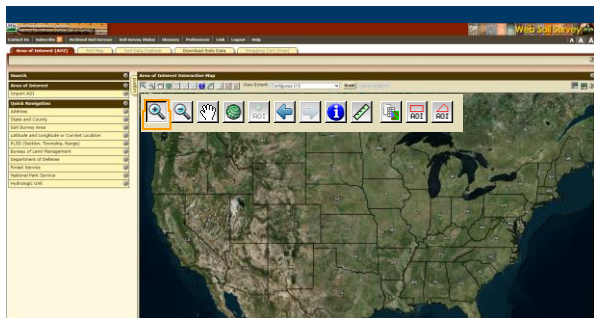 Web Soil Survey
Contact Us | Subscribe | Archived Soil Surveys | Soil Survey Status | Glossary | Preferences | Link | Logout | Help
A A A
Area of Interest (AOI)
Soil Map
Soil Data Explorer
Download Soils Data
Shopping Cart (Free)
Search
Area of Interest
Import AOI
Quick Navigation
Address
State and County
Soil Survey Area
Latitude and Longitude or Current Location
PLSS (Section, Township, Range)
Bureau of Land Management
Department of Defense
Forest Service
National Park Service
Hydrologic Unit
Area of Interest Interactive Map
View Extent Contiguous U.S.
Scale
AOI AOI AOI